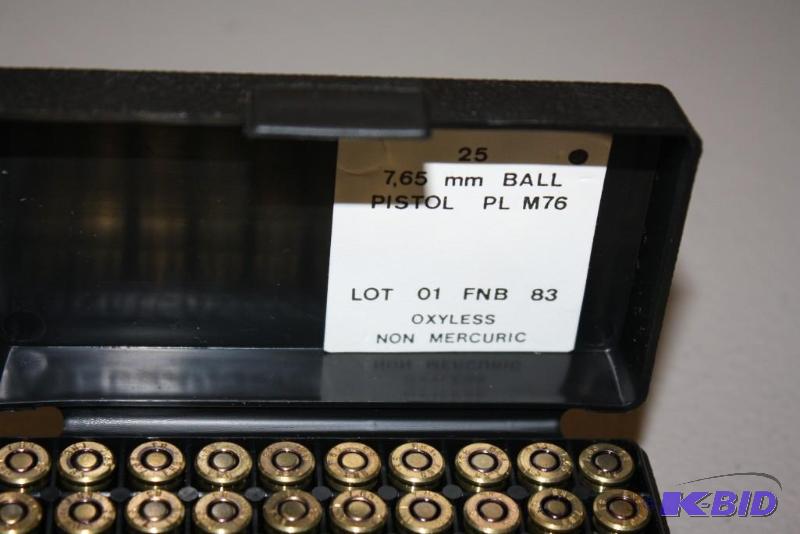 25
7,65 mm BALL
PISTOL PL M76
LOT 01 FNB 83
OXYLESS
NON MERCURIC
K-BID